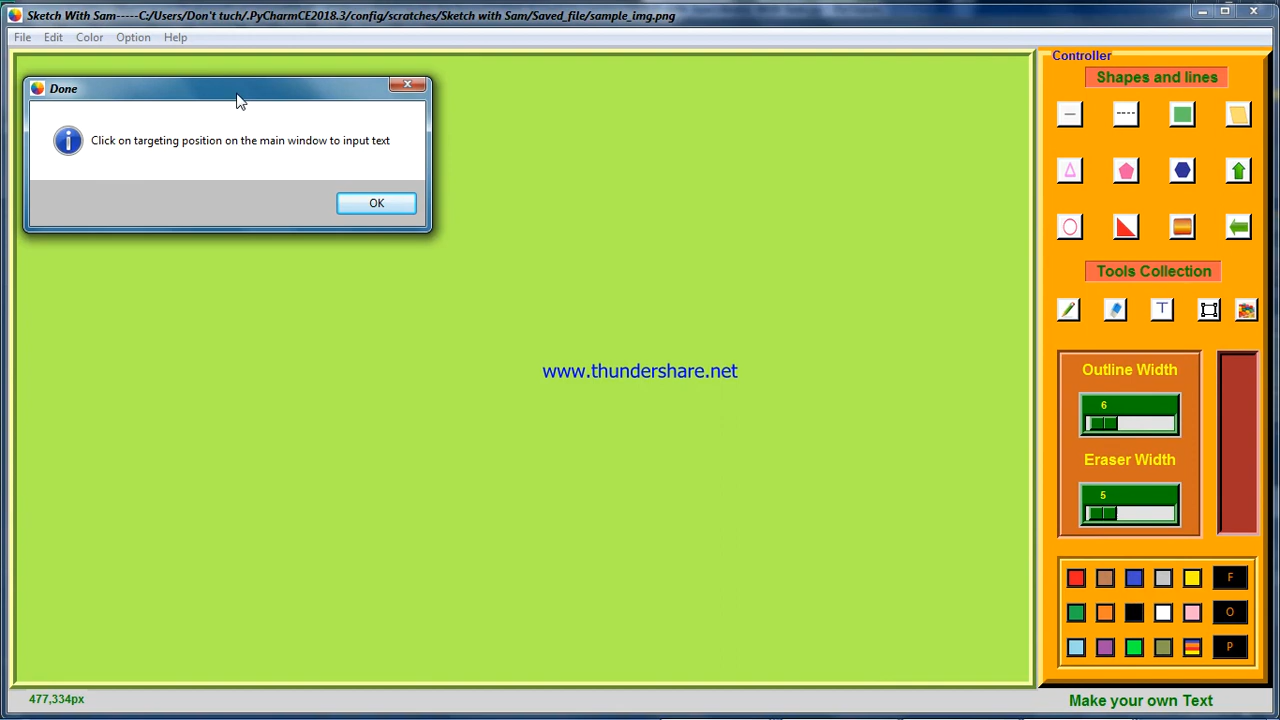 Sketch With Sam-----C:/Users/Don't tuch/.PyCharmCE2018.3/config/scratches/Sketch with Sam/Saved_file/sample_img.png
File Edit Color Option Help
Controller
Shapes and lines
Done
Click on targeting position on the main window to input text
OK
Tools Collection
T
www.thundershare.net
Outline Width
6
Eraser Width
5
F
O
P
477,334px
Make your own Text